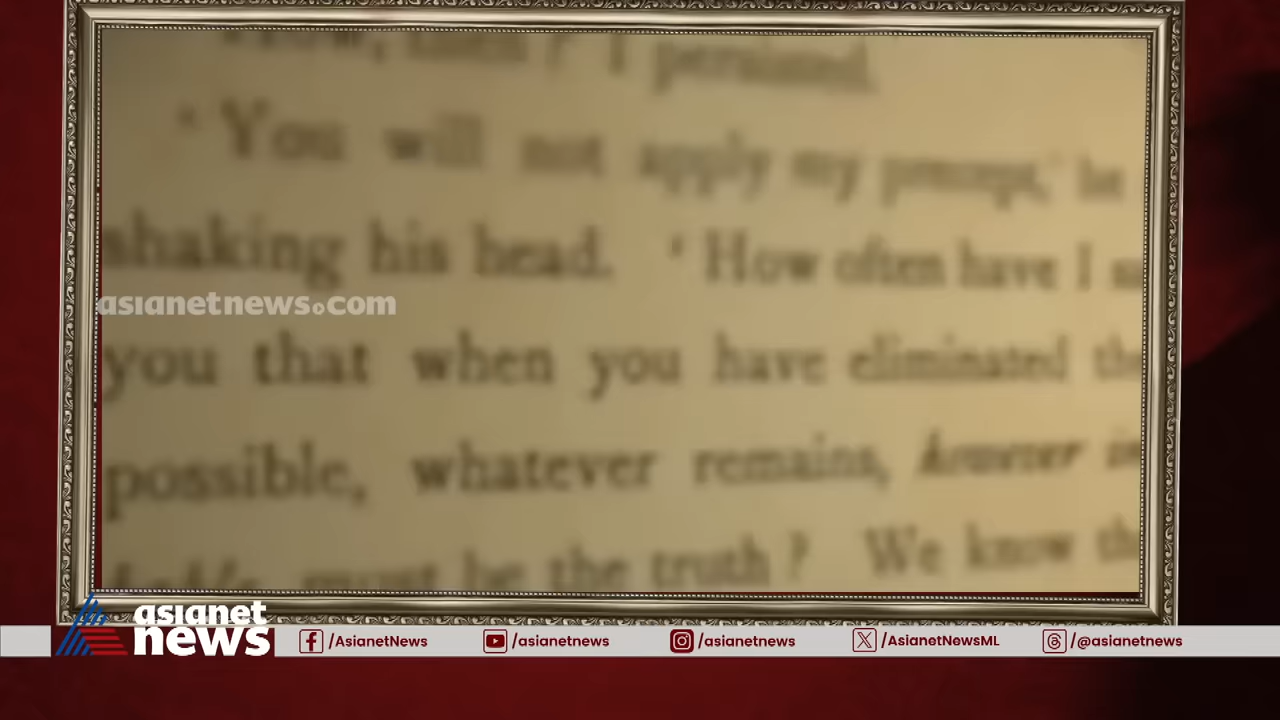 I persisted.
' You will not apply my precept,' he
shaking his head. ' How often have I
asianetnews.com
you that when you have eliminated the
possible, whatever remains, however
must be the truth ? We know
asianet
news
/AsianetNews
/asianetnews
/asianetnews
/AsianetNewsML
/@asianetnews